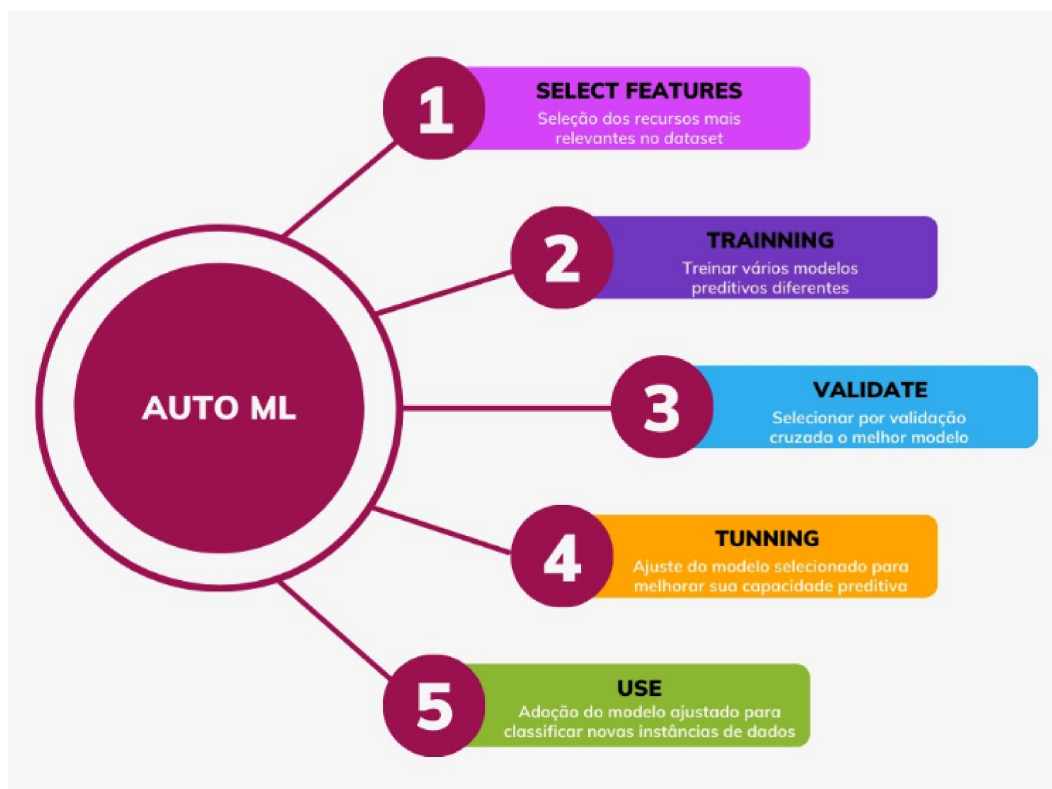 AUTO ML
1
SELECT FEATURES
Seleção dos recursos mais
relevantes no dataset
2
TRAINNING
Treinar vários modelos
preditivos diferentes
3
VALIDATE
Selecionar por validação
cruzada o melhor modelo
4
TUNNING
Ajuste do modelo selecionado para
melhorar sua capacidade preditiva
5
USE
Adoção do modelo ajustado para
classificar novas instâncias de dados